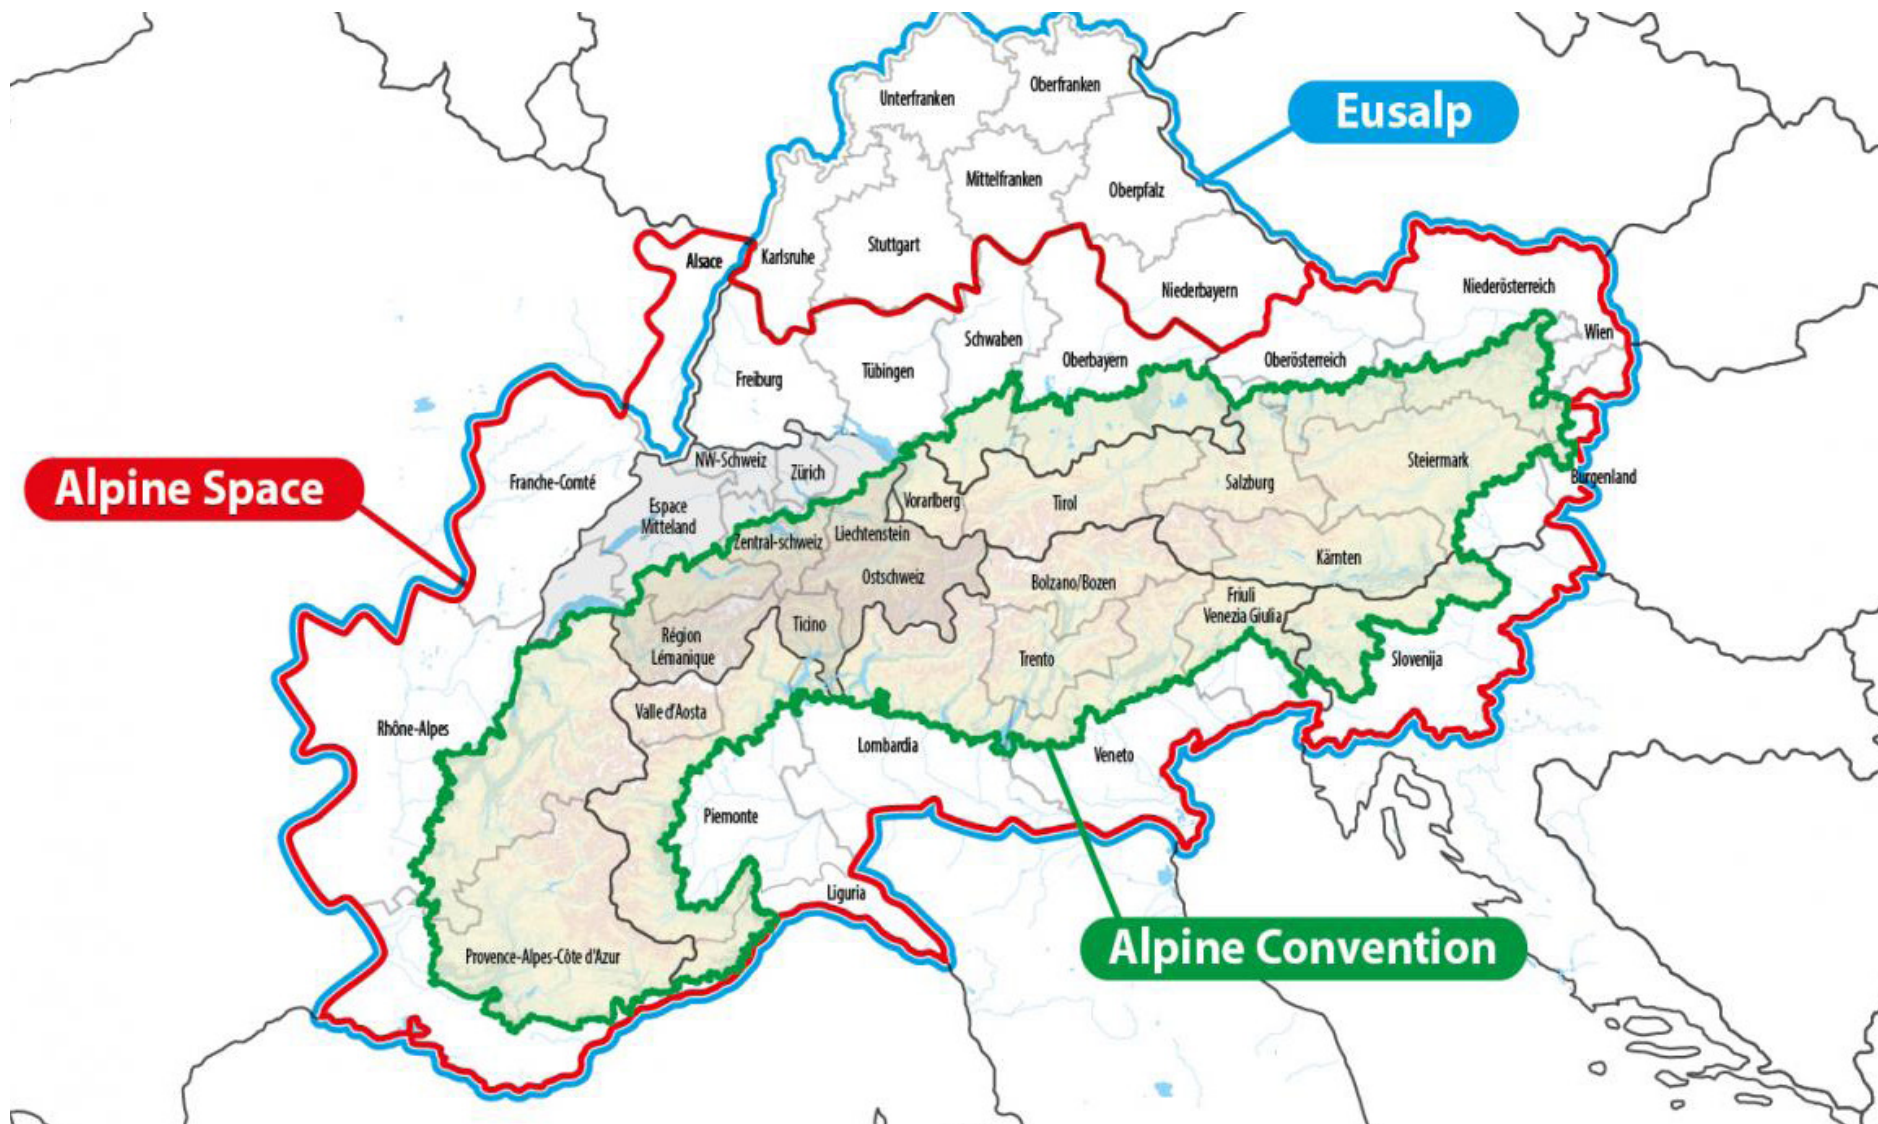 Unterfranken
Oberfranken
Eusalp
Mittelfranken
Oberpfalz
Alsace
Karlsruhe
Stuttgart
Niederbayern
Niederösterreich
Wien
Schwaben
Oberbayern
Oberösterreich
Freiburg
Tübingen
NW-Schweiz
Zürich
Steiermark
Burgenland
Franche-Comté
Alpine Space
Espace
Mitteland
Vorarlberg
Tirol
Salzburg
Zentral-schweiz
Liechtenstein
Kärnten
Ostschweiz
Bolzano/Bozen
Friuli
Venezia Giulia
Ticino
Région
Lémanique
Trento
Slovenija
Valle d'Aosta
Rhône-Alpes
Lombardia
Veneto
Piemonte
Liguria
Provence-Alpes-Côte d'Azur
Alpine Convention